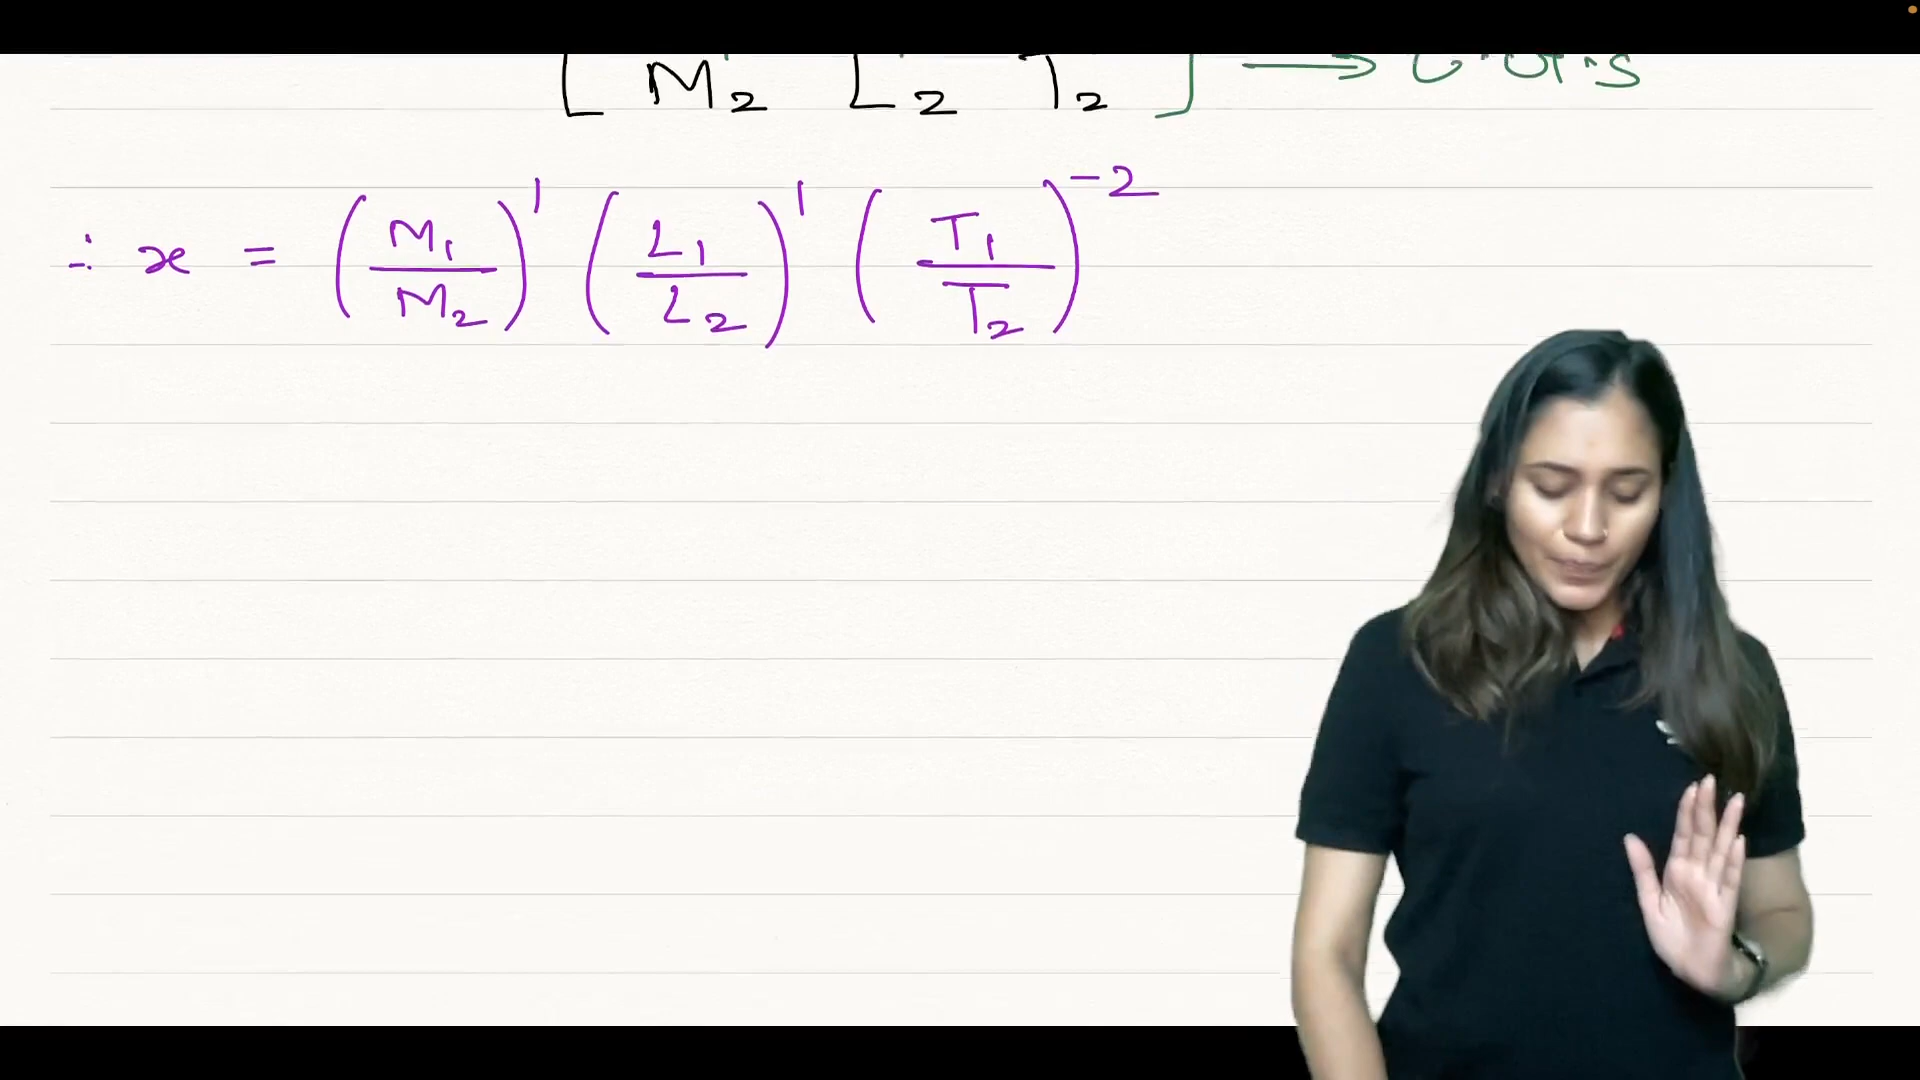 [ M₂ L₂ T₂ ] → C.G.S
∴ x = (M₁/M₂)¹ (L₁/L₂)¹ (T₁/T₂)⁻²